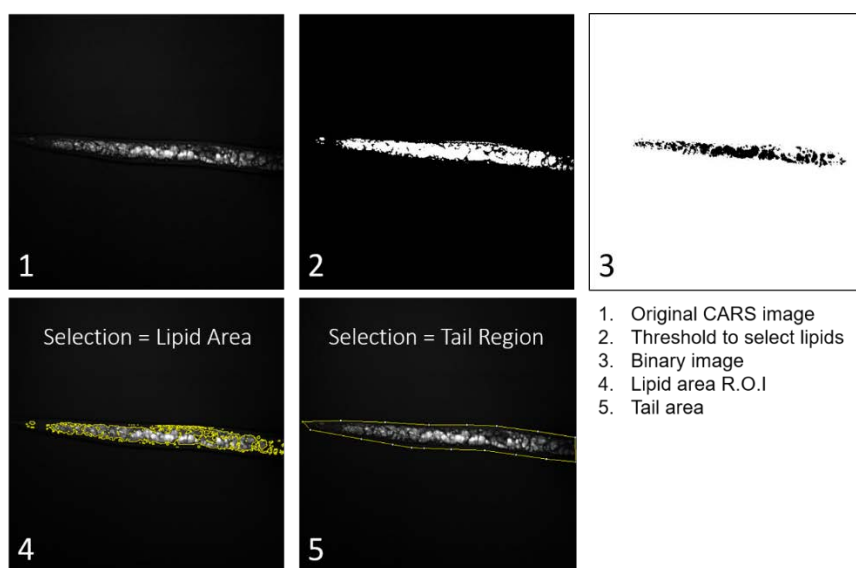 1
2
3
Selection = Lipid Area
Selection = Tail Region
4
5
1. Original CARS image
2. Threshold to select lipids
3. Binary image
4. Lipid area R.O.I
5. Tail area